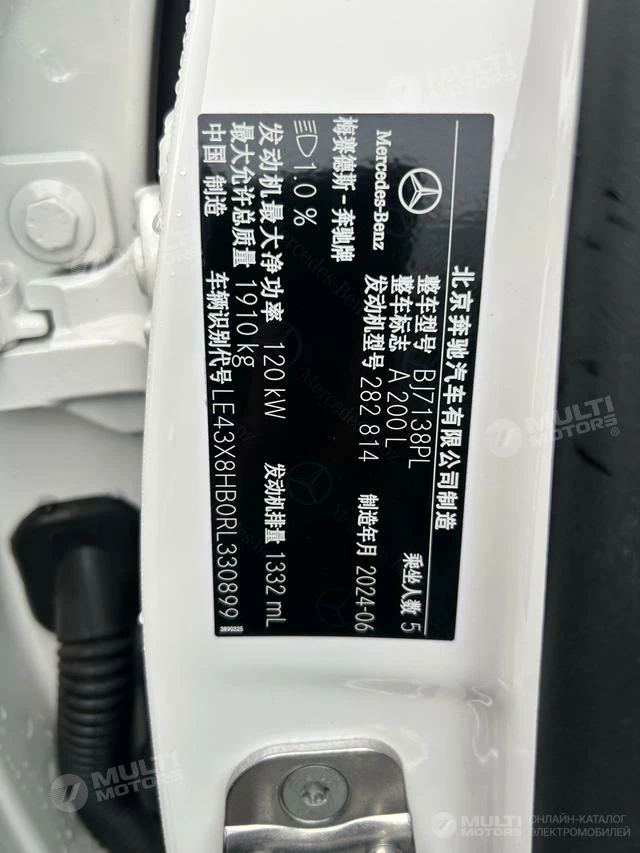 北京奔驰汽车有限公司制造
Mercedes-Benz
梅赛德斯-奔驰牌
整车型号 BJ7138PL
整车标志 A 200 L
乘坐人数 5
发动机型号 282 814
制造年月 2024-06
1.0 %
发动机最大净功率 120 kW
发动机排量 1332 mL
最大允许总质量 1910 kg
中国 制造
车辆识别代号 LE43X8HB0RL330899
3690325
MULTI MOTORS
MULTI MOTORS®
MULTI MOTORS
MULTI MOTORS
ОНЛАЙН-КАТАЛОГ
ЭЛЕКТРОМОБИЛЕЙ